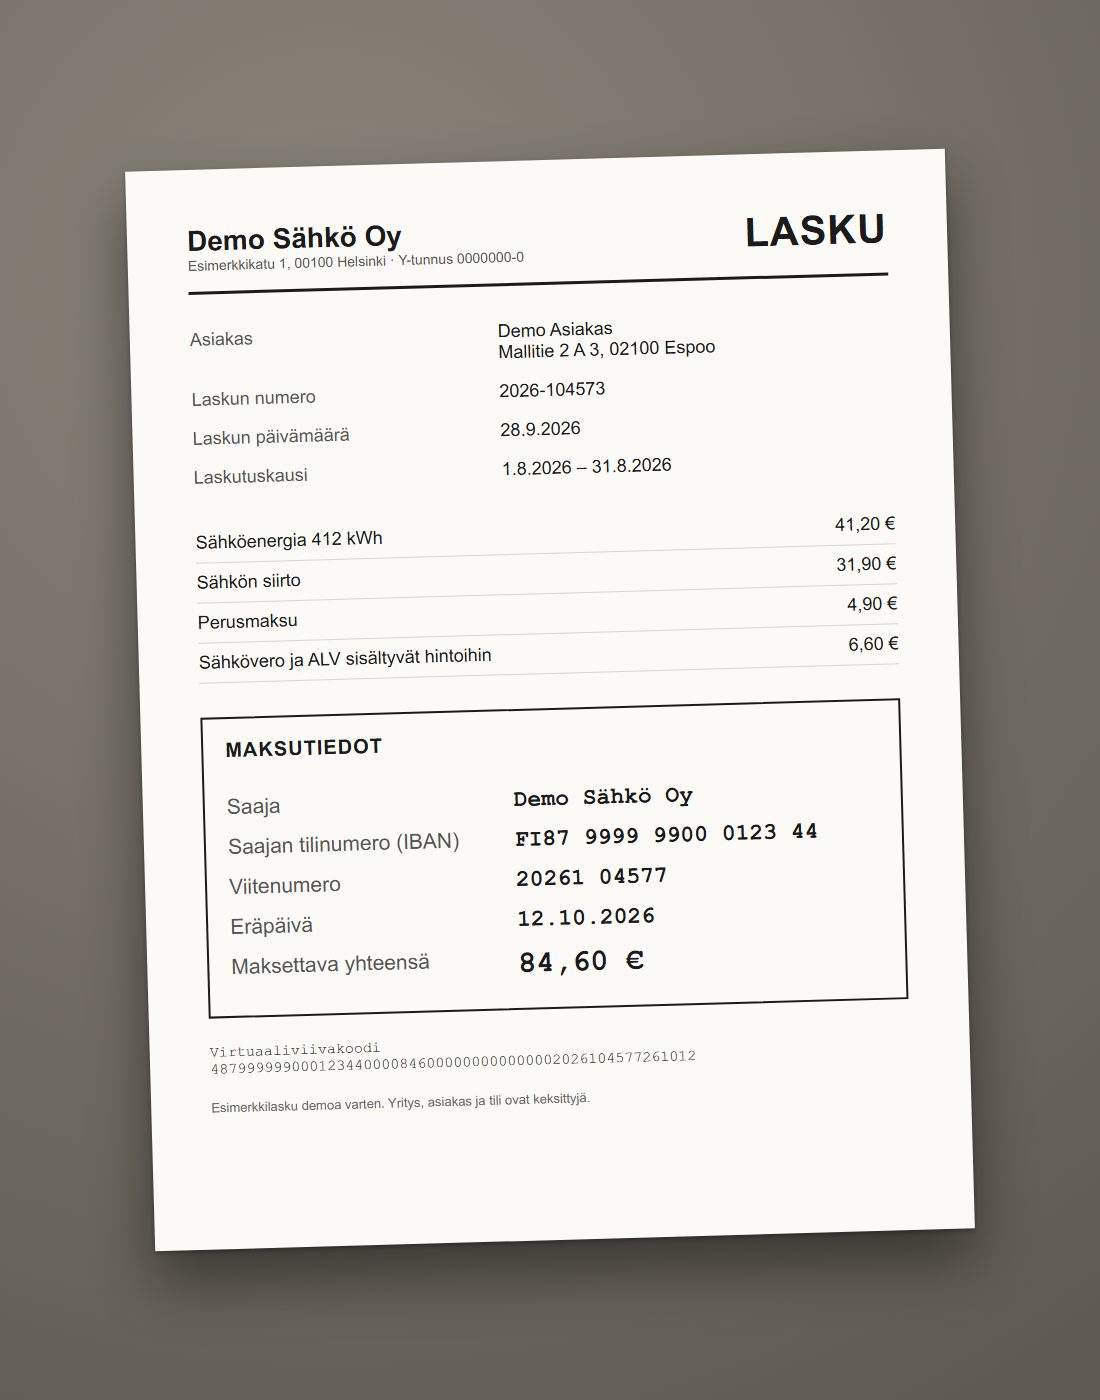 Demo Sähkö Oy
LASKU
Esimerkkikatu 1, 00100 Helsinki · Y-tunnus 0000000-0
Asiakas Demo Asiakas
Mallitie 2 A 3, 02100 Espoo
Laskun numero 2026-104573
Laskun päivämäärä 28.9.2026
Laskutuskausi 1.8.2026 – 31.8.2026
Sähköenergia 412 kWh 41,20 €
Sähkön siirto 31,90 €
Perusmaksu 4,90 €
Sähkövero ja ALV sisältyvät hintoihin 6,60 €
MAKSUTIEDOT
Saaja Demo Sähkö Oy
Saajan tilinumero (IBAN) FI87 9999 9900 0123 44
Viitenumero 20261 04577
Eräpäivä 12.10.2026
Maksettava yhteensä 84,60 €
Virtuaaliviivakoodi
Esimerkkilasku demoa varten. Yritys, asiakas ja tili ovat keksittyjä.